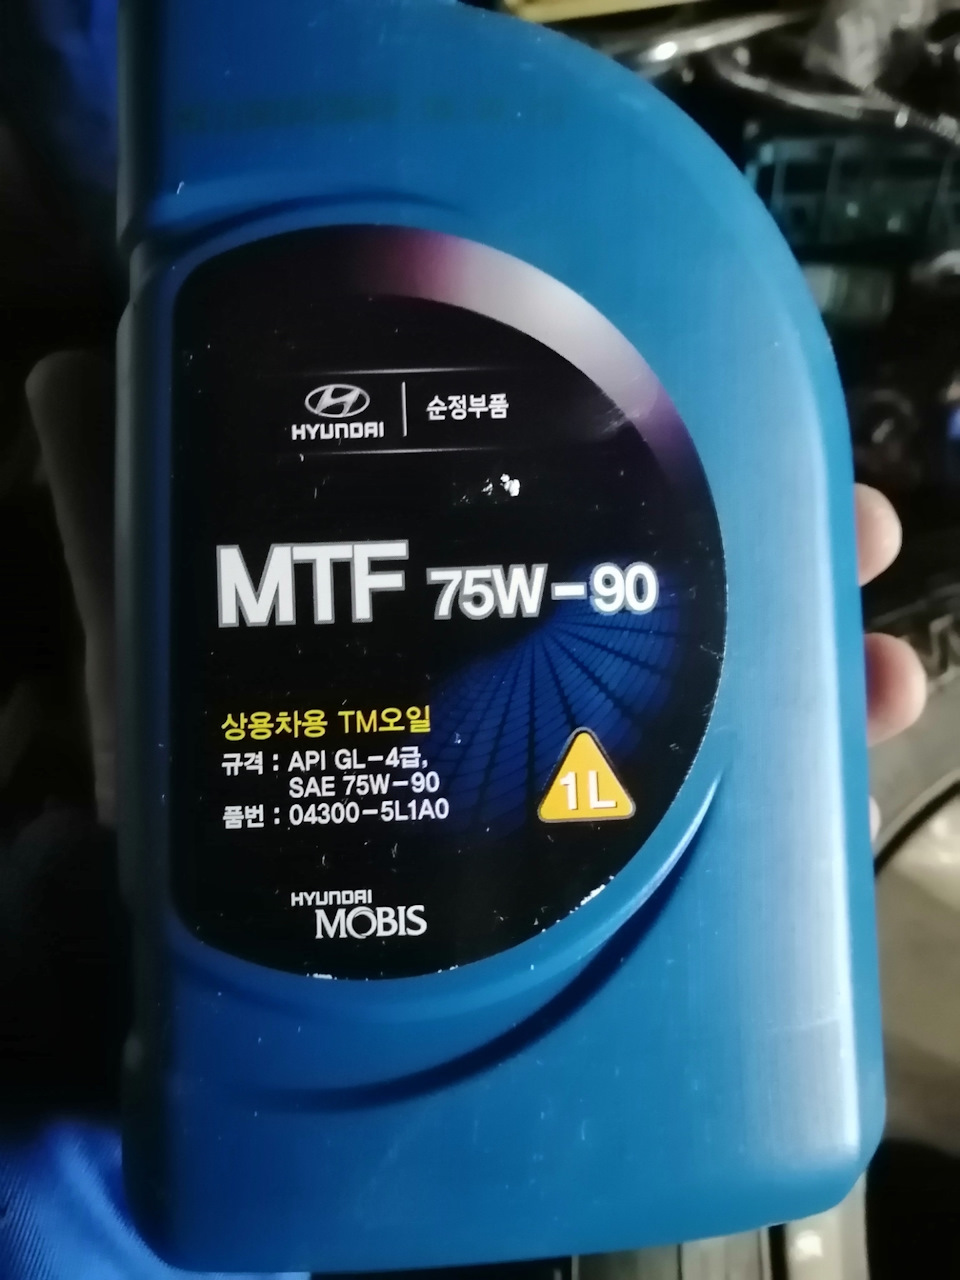 HYUNDAI 순정부품
MTF 75W-90
상용차용 TM오일
규격 : API GL-4급,
SAE 75W-90
품번 : 04300-5L1A0
1L
HYUNDAI
MOBIS